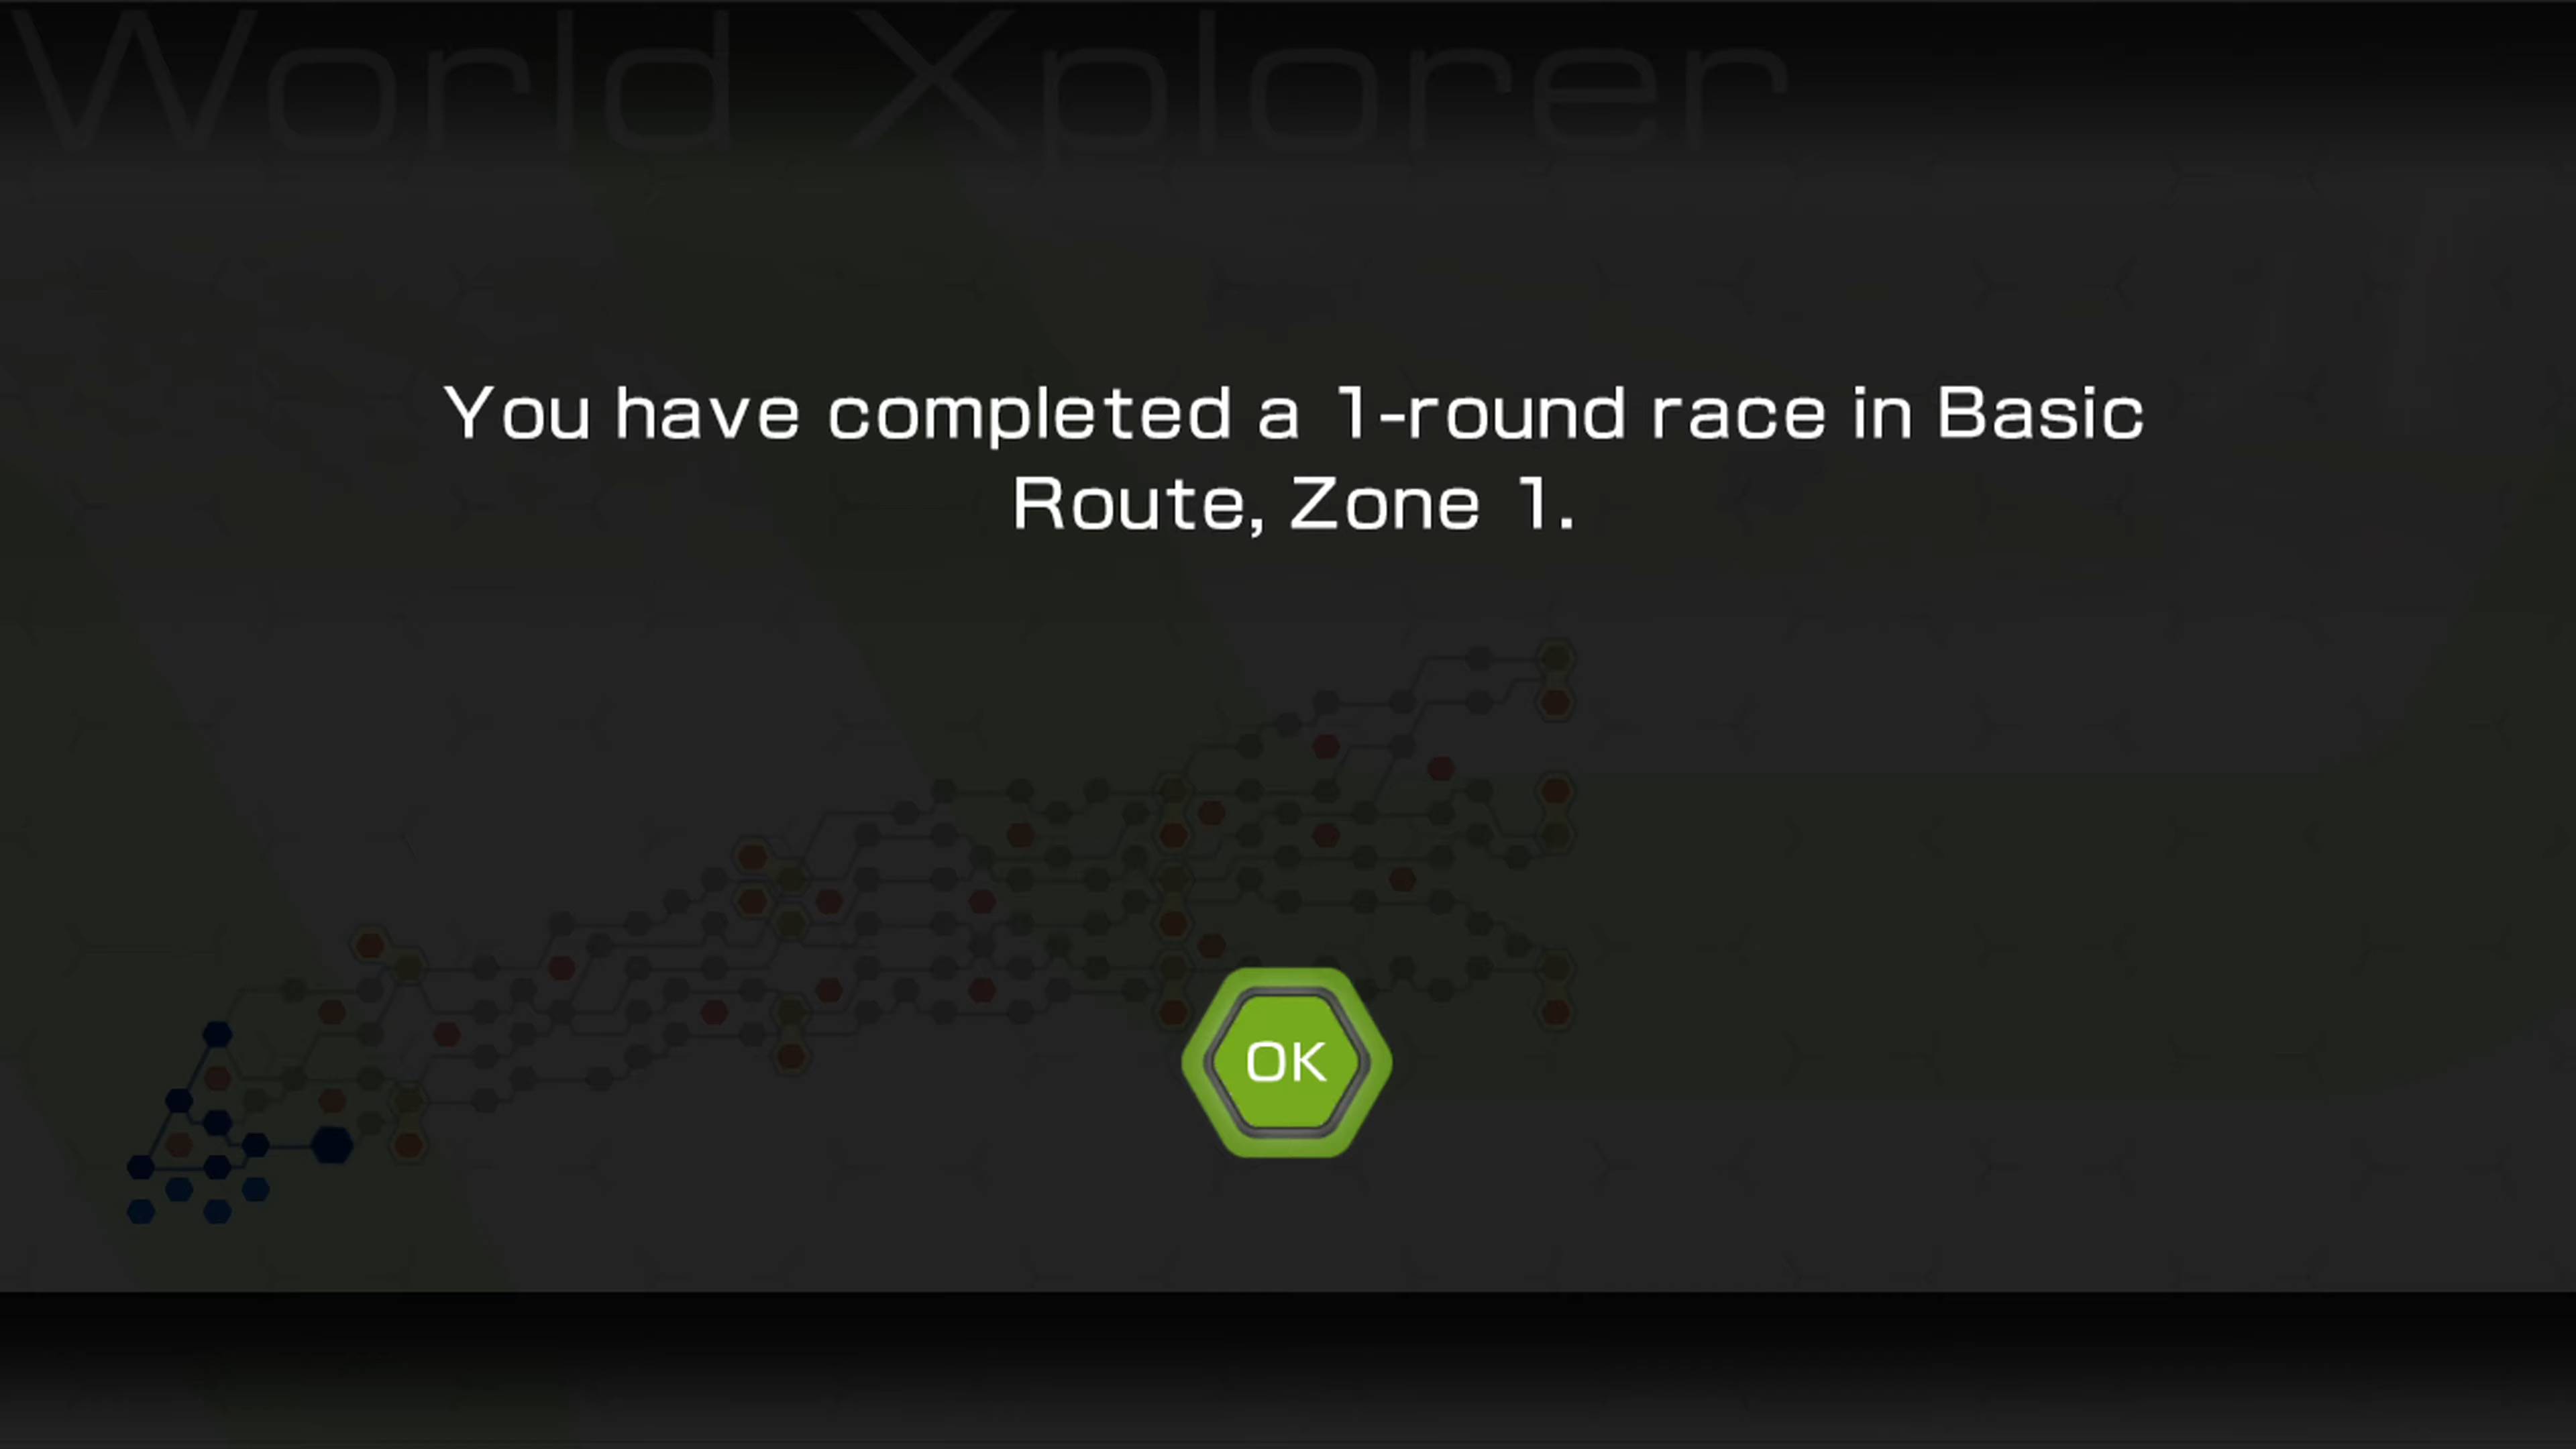 World Xplorer
You have completed a 1-round race in Basic
Route, Zone 1.
OK